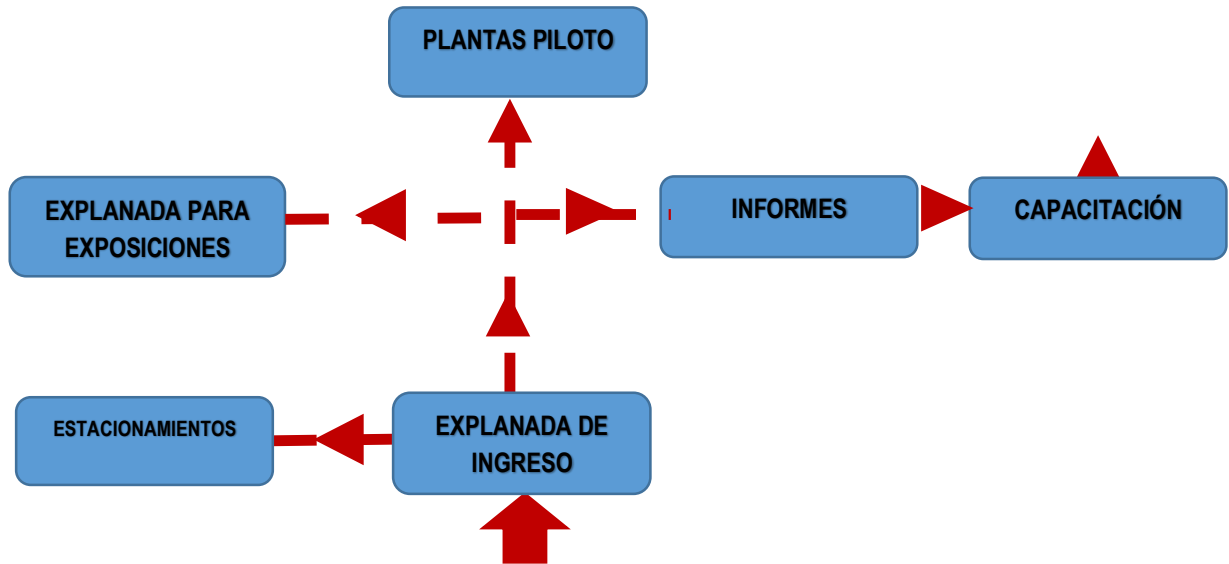 PLANTAS PILOTO
EXPLANADA PARA
EXPOSICIONES
INFORMES
CAPACITACIÓN
ESTACIONAMIENTOS
EXPLANADA DE
INGRESO